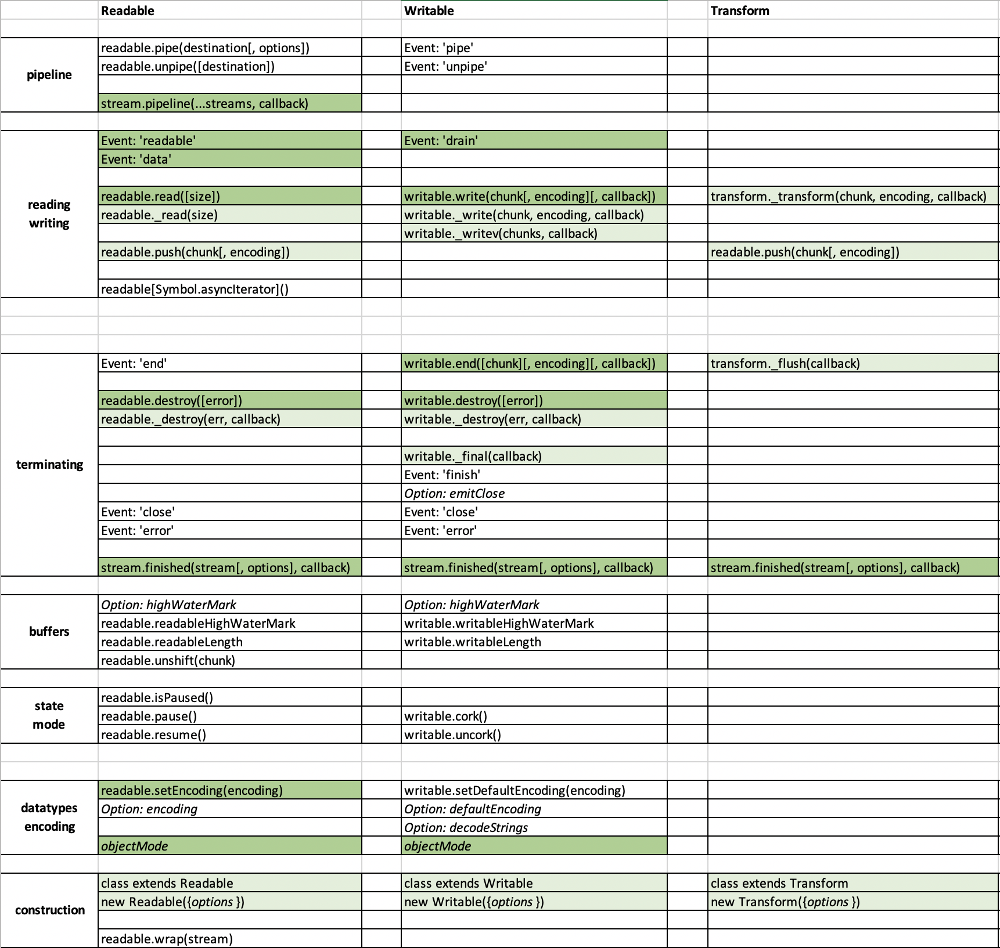 Readable Writable Transform
readable.pipe(destination[, options]) Event: 'pipe'
readable.unpipe([destination]) Event: 'unpipe'
pipeline
stream.pipeline(...streams, callback)
Event: 'readable' Event: 'drain'
Event: 'data'
reading
writing
readable.read([size]) writable.write(chunk[, encoding][, callback]) transform._transform(chunk, encoding, callback)
readable._read(size) writable._write(chunk, encoding, callback)
writable._writev(chunks, callback)
readable.push(chunk[, encoding]) readable.push(chunk[, encoding])
readable[Symbol.asyncIterator]()
Event: 'end' writable.end([chunk][, encoding][, callback]) transform._flush(callback)
readable.destroy([error]) writable.destroy([error])
readable._destroy(err, callback) writable._destroy(err, callback)
writable._final(callback)
terminating
Event: 'finish'
Option: emitClose
Event: 'close' Event: 'close'
Event: 'error' Event: 'error'
stream.finished(stream[, options], callback) stream.finished(stream[, options], callback) stream.finished(stream[, options], callback)
Option: highWaterMark Option: highWaterMark
buffers
readable.readableHighWaterMark writable.writableHighWaterMark
readable.readableLength writable.writableLength
readable.unshift(chunk)
state
mode
readable.isPaused()
readable.pause() writable.cork()
readable.resume() writable.uncork()
readable.setEncoding(encoding) writable.setDefaultEncoding(encoding)
datatypes
encoding
Option: encoding Option: defaultEncoding
Option: decodeStrings
objectMode objectMode
class extends Readable class extends Writable class extends Transform
new Readable({options }) new Writable({options }) new Transform({options })
construction
readable.wrap(stream)